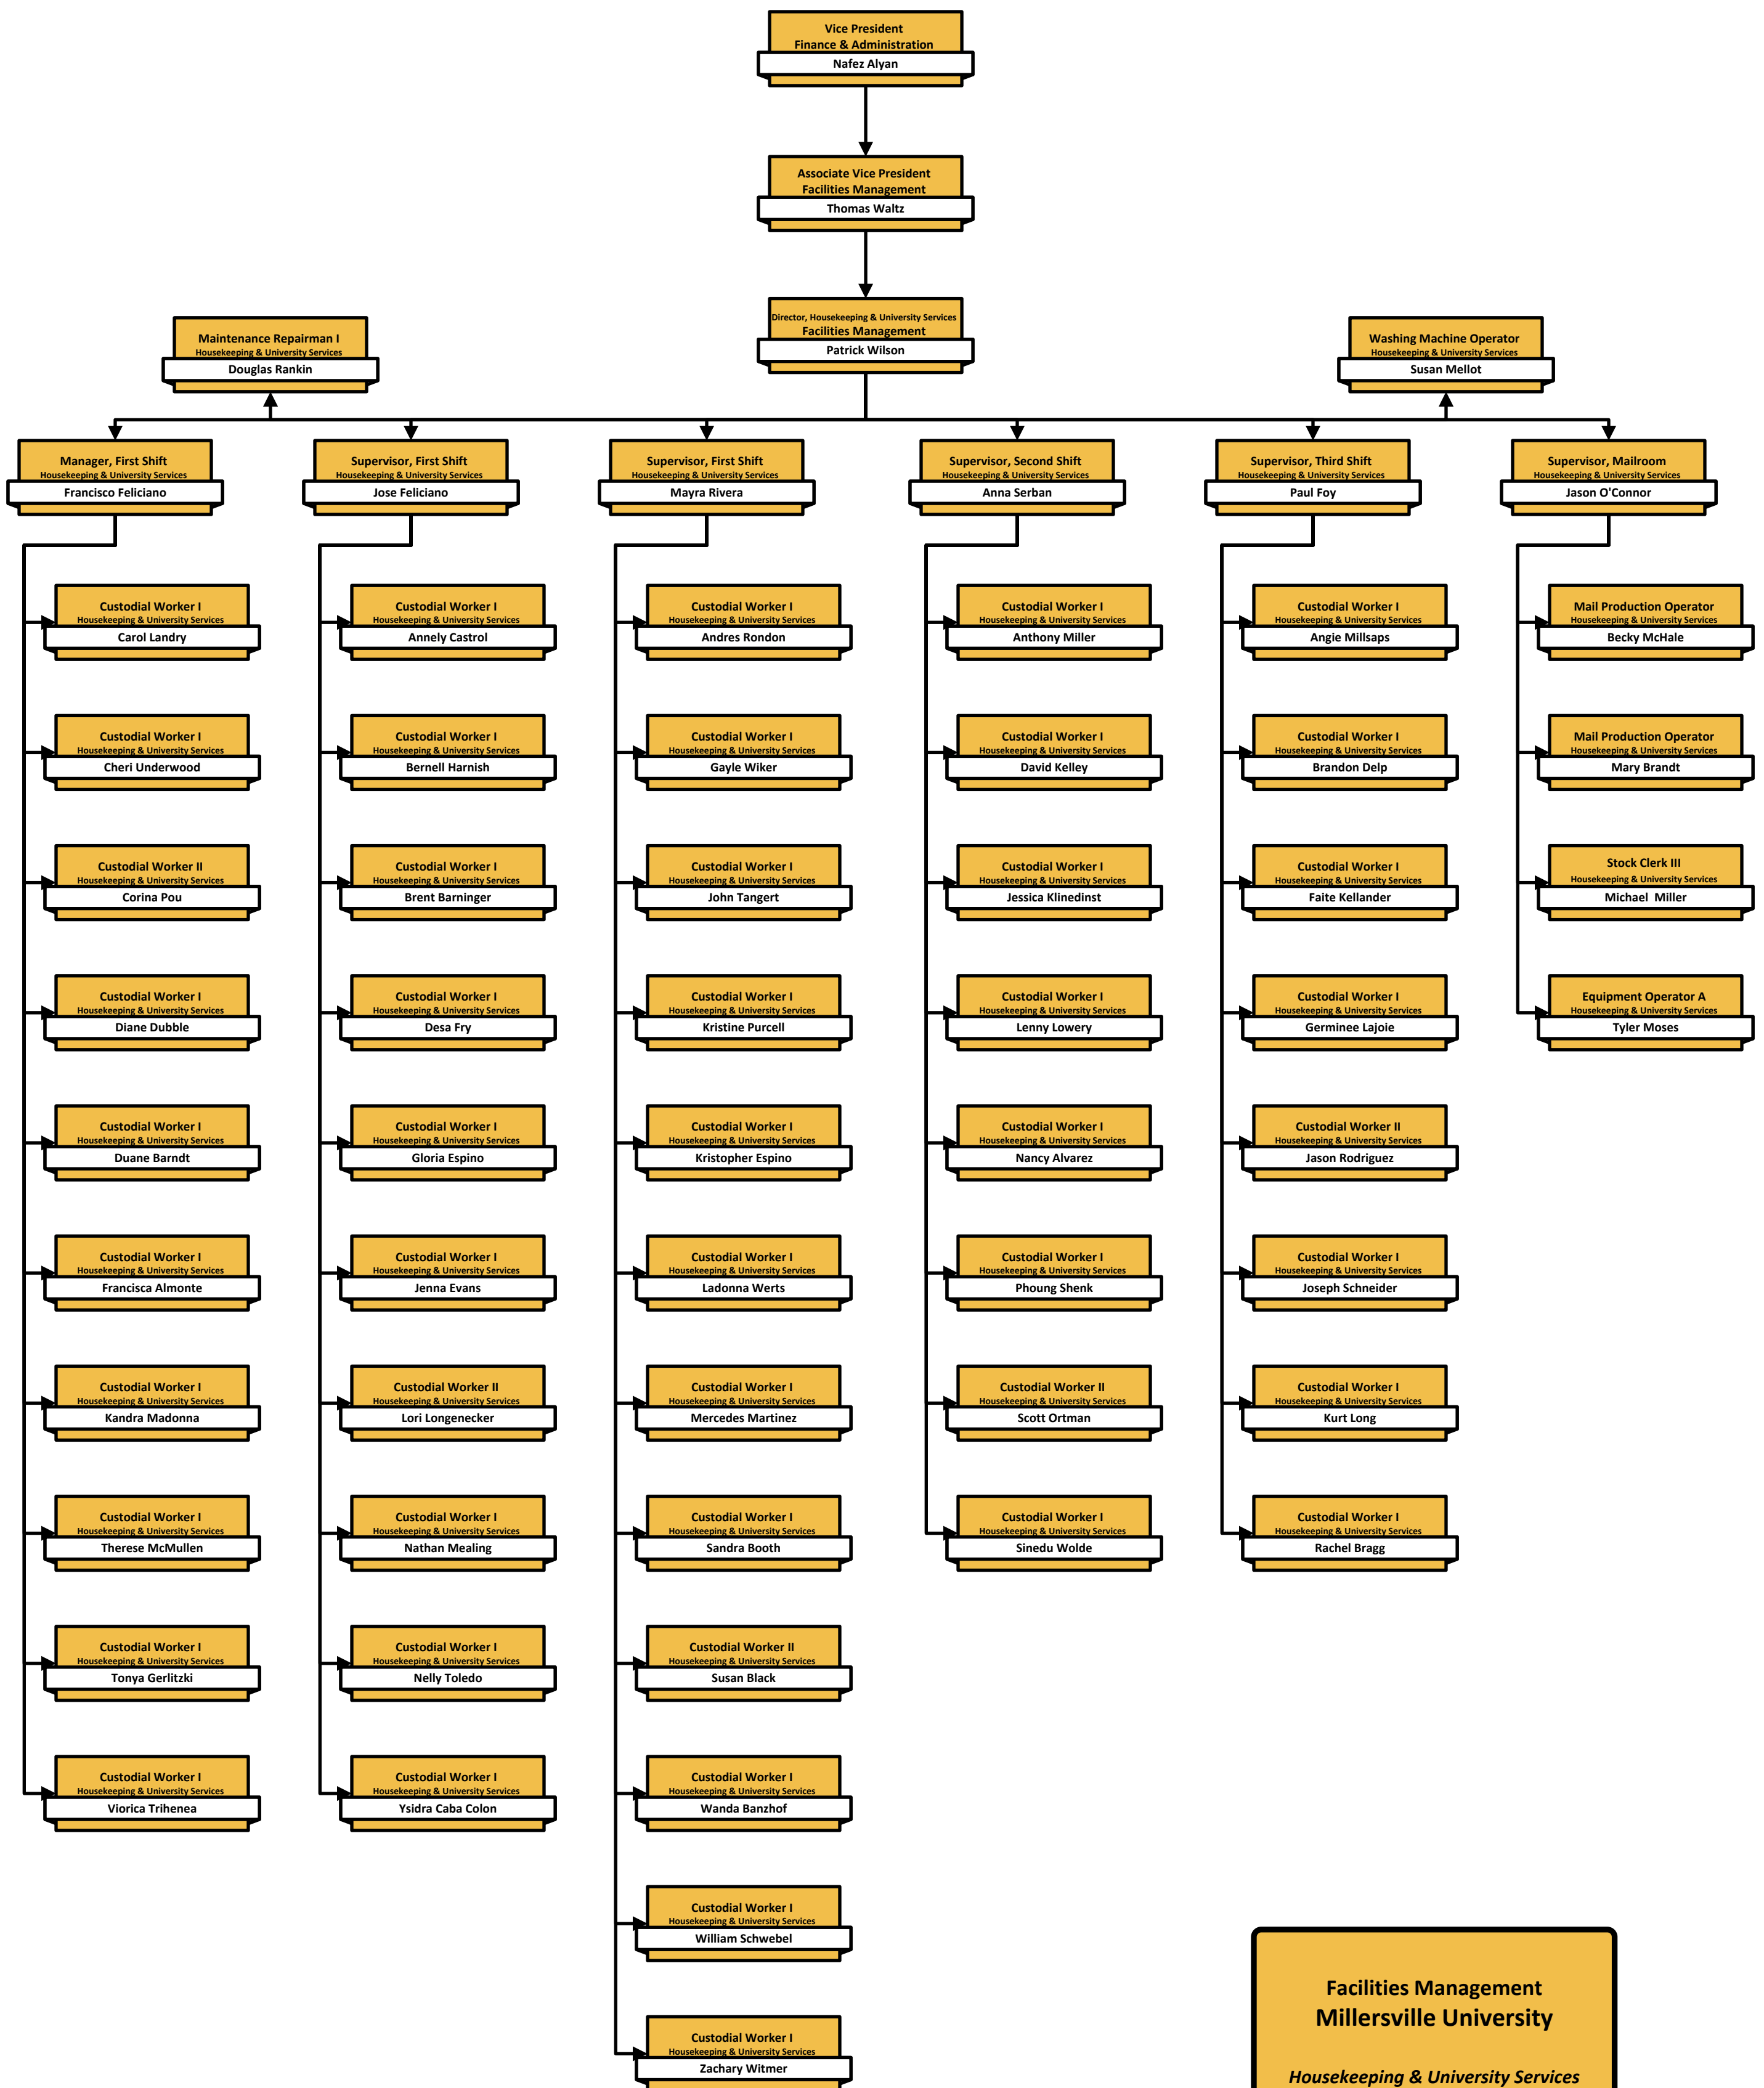 Vice President
Finance & Administration
Nafez Alyan
Associate Vice President
Facilities Management
Thomas Waltz
Director, Housekeeping & University Services
Facilities Management
Patrick Wilson
Maintenance Repairman I
Housekeeping & University Services
Douglas Rankin
Washing Machine Operator
Housekeeping & University Services
Susan Mellot
Manager, First Shift
Housekeeping & University Services
Francisco Feliciano
Custodial Worker I
Housekeeping & University Services
Carol Landry
Custodial Worker I
Housekeeping & University Services
Cheri Underwood
Custodial Worker II
Housekeeping & University Services
Corina Pou
Custodial Worker I
Housekeeping & University Services
Diane Dubble
Custodial Worker I
Housekeeping & University Services
Duane Barndt
Custodial Worker I
Housekeeping & University Services
Francisca Almonte
Custodial Worker I
Housekeeping & University Services
Kandra Madonna
Custodial Worker I
Housekeeping & University Services
Therese McMullen
Custodial Worker I
Housekeeping & University Services
Tonya Gerlitzki
Custodial Worker I
Housekeeping & University Services
Viorica Trihenea
Supervisor, First Shift
Housekeeping & University Services
Jose Feliciano
Custodial Worker I
Housekeeping & University Services
Annely Castrol
Custodial Worker I
Housekeeping & University Services
Bernell Harnish
Custodial Worker I
Housekeeping & University Services
Brent Barninger
Custodial Worker I
Housekeeping & University Services
Desa Fry
Custodial Worker I
Housekeeping & University Services
Gloria Espino
Custodial Worker I
Housekeeping & University Services
Jenna Evans
Custodial Worker II
Housekeeping & University Services
Lori Longenecker
Custodial Worker I
Housekeeping & University Services
Nathan Mealing
Custodial Worker I
Housekeeping & University Services
Nelly Toledo
Custodial Worker I
Housekeeping & University Services
Ysidra Caba Colon
Supervisor, First Shift
Housekeeping & University Services
Mayra Rivera
Custodial Worker I
Housekeeping & University Services
Andres Rondon
Custodial Worker I
Housekeeping & University Services
Gayle Wiker
Custodial Worker I
Housekeeping & University Services
John Tangert
Custodial Worker I
Housekeeping & University Services
Kristine Purcell
Custodial Worker I
Housekeeping & University Services
Kristopher Espino
Custodial Worker I
Housekeeping & University Services
Ladonna Werts
Custodial Worker I
Housekeeping & University Services
Mercedes Martinez
Custodial Worker I
Housekeeping & University Services
Sandra Booth
Custodial Worker II
Housekeeping & University Services
Susan Black
Custodial Worker I
Housekeeping & University Services
Wanda Banzhof
Custodial Worker I
Housekeeping & University Services
William Schwebel
Custodial Worker I
Housekeeping & University Services
Zachary Witmer
Supervisor, Second Shift
Housekeeping & University Services
Anna Serban
Custodial Worker I
Housekeeping & University Services
Anthony Miller
Custodial Worker I
Housekeeping & University Services
David Kelley
Custodial Worker I
Housekeeping & University Services
Jessica Klinedinst
Custodial Worker I
Housekeeping & University Services
Lenny Lowery
Custodial Worker I
Housekeeping & University Services
Nancy Alvarez
Custodial Worker I
Housekeeping & University Services
Phoung Shenk
Custodial Worker II
Housekeeping & University Services
Scott Ortman
Custodial Worker I
Housekeeping & University Services
Sinedu Wolde
Supervisor, Third Shift
Housekeeping & University Services
Paul Foy
Custodial Worker I
Housekeeping & University Services
Angie Millsaps
Custodial Worker I
Housekeeping & University Services
Brandon Delp
Custodial Worker I
Housekeeping & University Services
Faite Kellander
Custodial Worker I
Housekeeping & University Services
Germinee Lajoie
Custodial Worker II
Housekeeping & University Services
Jason Rodriguez
Custodial Worker I
Housekeeping & University Services
Joseph Schneider
Custodial Worker I
Housekeeping & University Services
Kurt Long
Custodial Worker I
Housekeeping & University Services
Rachel Bragg
Supervisor, Mailroom
Housekeeping & University Services
Jason O'Connor
Mail Production Operator
Housekeeping & University Services
Becky McHale
Mail Production Operator
Housekeeping & University Services
Mary Brandt
Stock Clerk III
Housekeeping & University Services
Michael  Miller
Equipment Operator A
Housekeeping & University Services
Tyler Moses
Facilities Management
Millersville University
Housekeeping & University Services